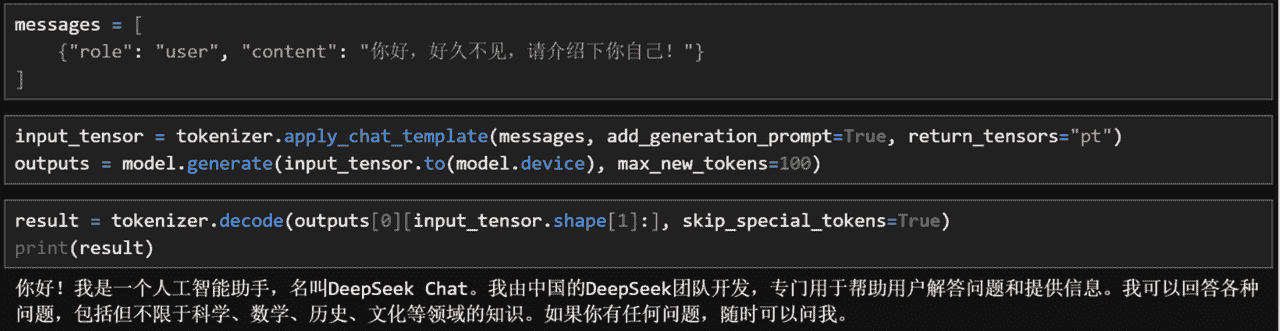 messages = [
    {"role": "user", "content": "你好，好久不见，请介绍下你自己！"}
]
input_tensor = tokenizer.apply_chat_template(messages, add_generation_prompt=True, return_tensors="pt")
outputs = model.generate(input_tensor.to(model.device), max_new_tokens=100)
result = tokenizer.decode(outputs[0][input_tensor.shape[1]:], skip_special_tokens=True)
print(result)
你好！我是一个人工智能助手，名叫DeepSeek Chat。我由中国的DeepSeek团队开发，专门用于帮助用户解答问题和提供信息。我可以回答各种
问题，包括但不限于科学、数学、历史、文化等领域的知识。如果你有任何问题，随时可以问我。